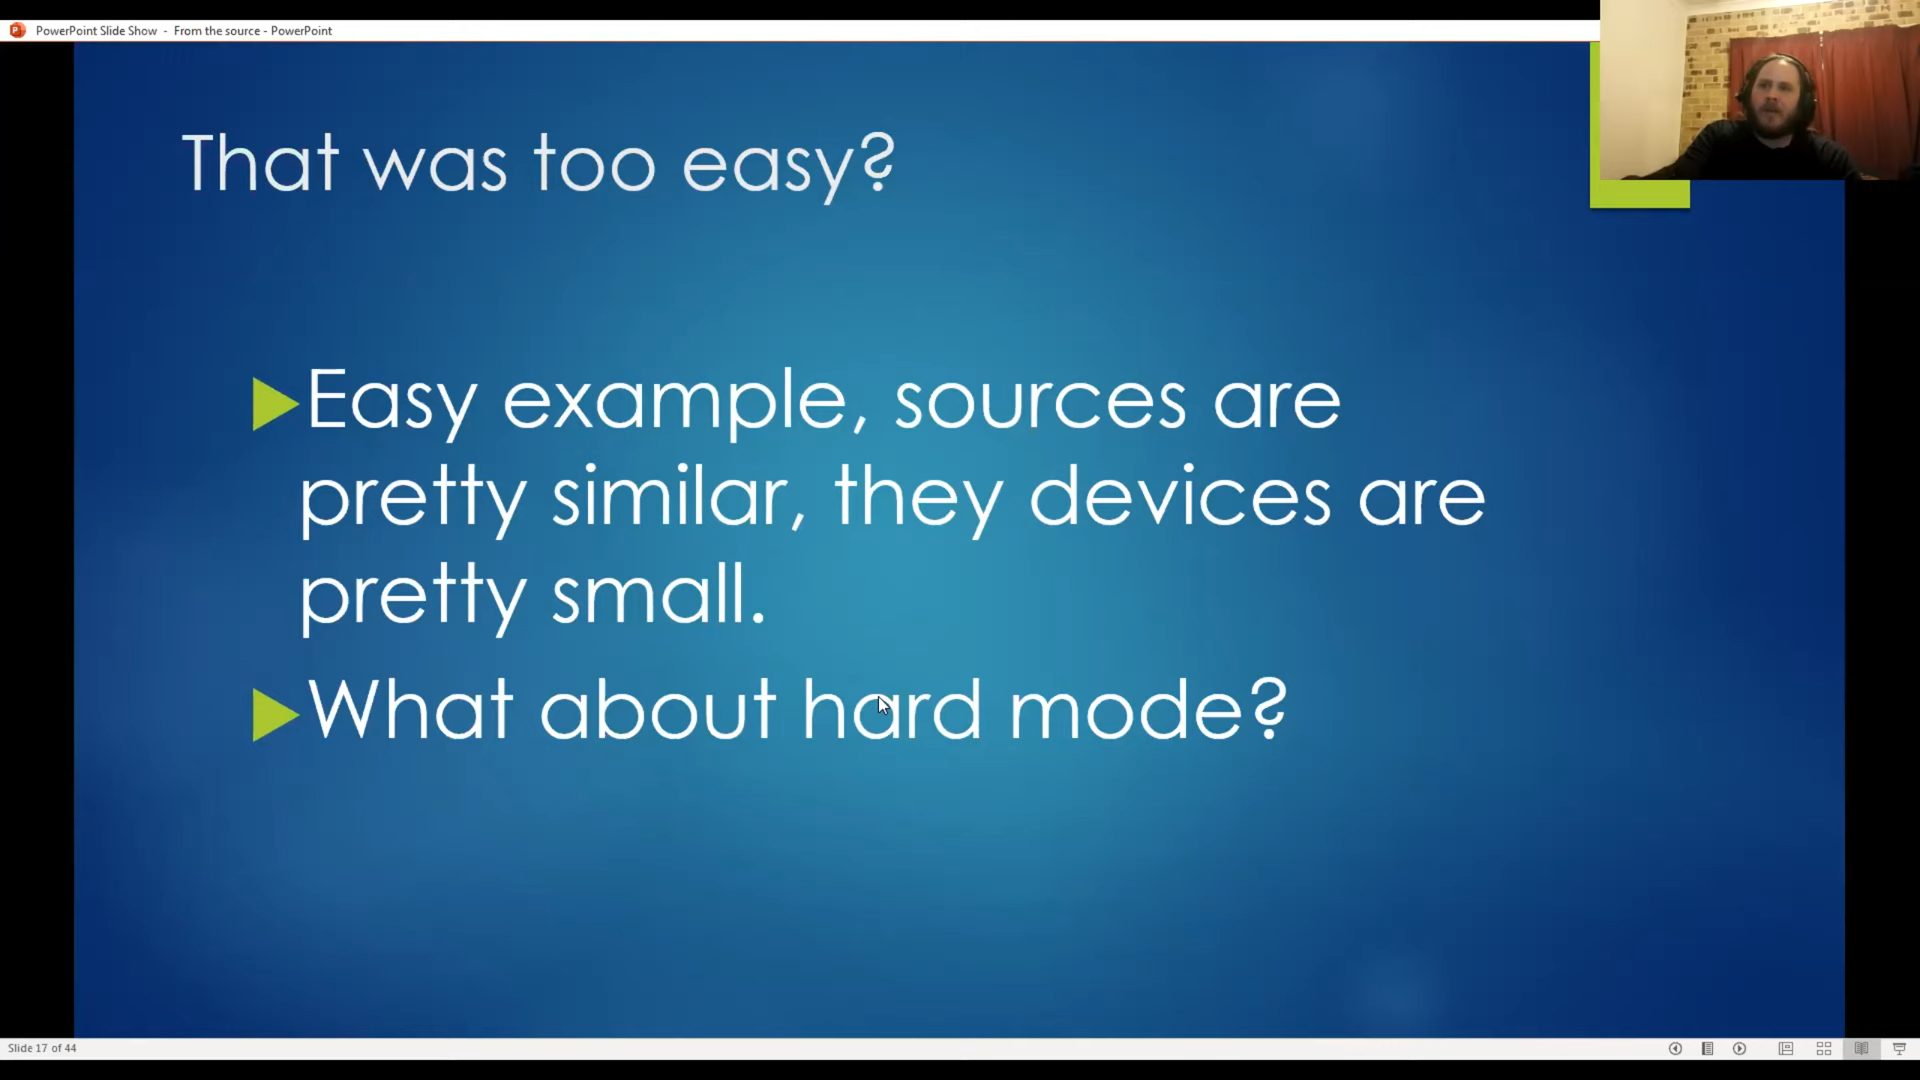 PowerPoint Slide Show - From the source - PowerPoint
That was too easy?
Easy example, sources are
pretty similar, they devices are
pretty small.
What about hard mode?
Slide 17 of 44